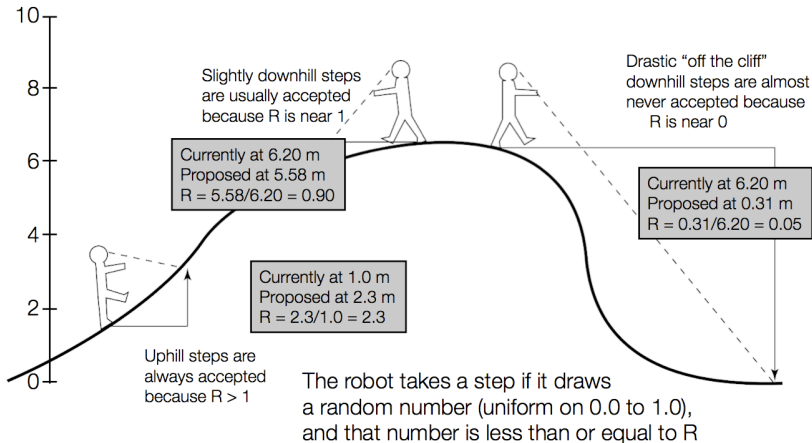 10
8
6
4
2
0
Slightly downhill steps
are usually accepted
because R is near 1
Drastic “off the cliff”
downhill steps are almost
never accepted because
R is near 0
Currently at 6.20 m
Proposed at 5.58 m
R = 5.58/6.20 = 0.90
Currently at 6.20 m
Proposed at 0.31 m
R = 0.31/6.20 = 0.05
Currently at 1.0 m
Proposed at 2.3 m
R = 2.3/1.0 = 2.3
Uphill steps are
always accepted
because R > 1
The robot takes a step if it draws
a random number (uniform on 0.0 to 1.0),
and that number is less than or equal to R